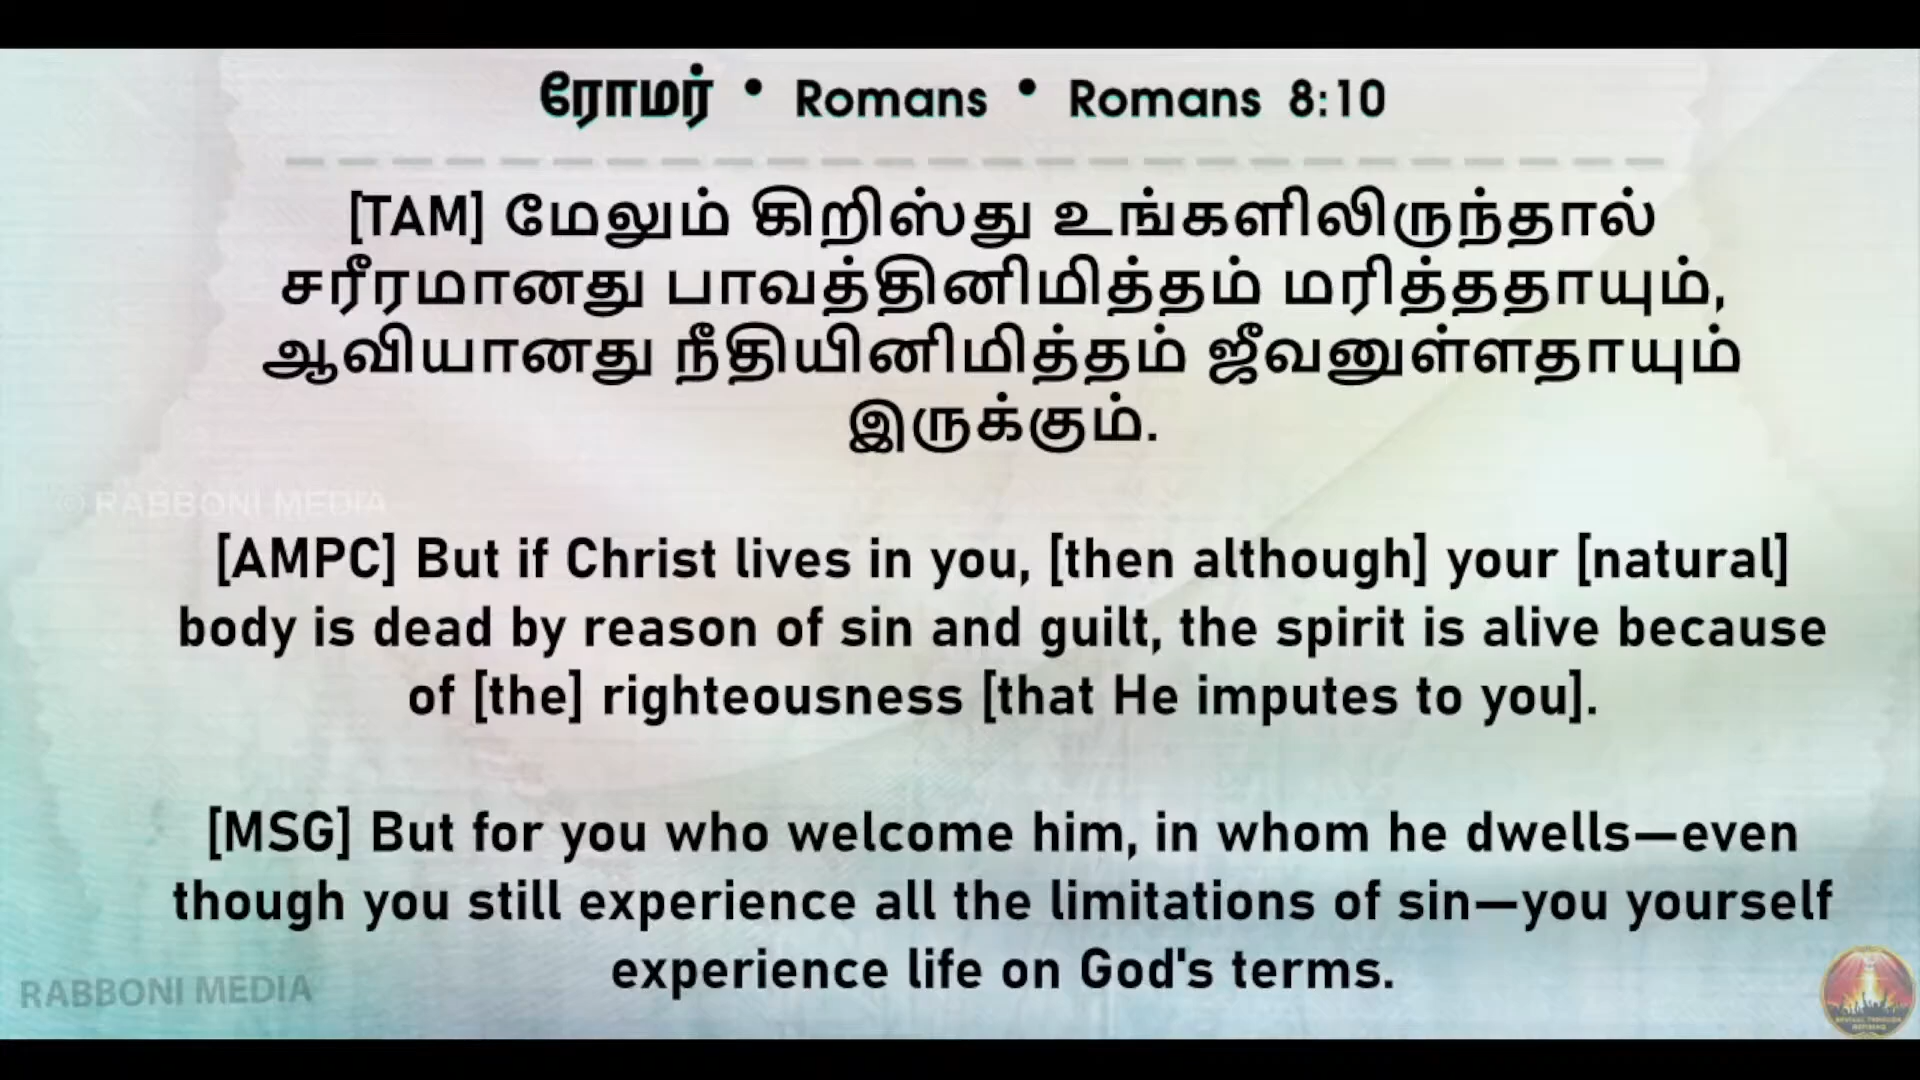 ரோமர் • Romans • Romans 8:10
[TAM] மேலும் கிறிஸ்து உங்களிலிருந்தால்
சரீரமானது பாவத்தினிமித்தம் மரித்ததாயும்,
ஆவியானது நீதியினிமித்தம் ஜீவனுள்ளதாயும்
இருக்கும்.
© RABBONI MEDIA
[AMPC] But if Christ lives in you, [then although] your [natural]
body is dead by reason of sin and guilt, the spirit is alive because
of [the] righteousness [that He imputes to you].
[MSG] But for you who welcome him, in whom he dwells—even
though you still experience all the limitations of sin—you yourself
experience life on God's terms.
RABBONI MEDIA